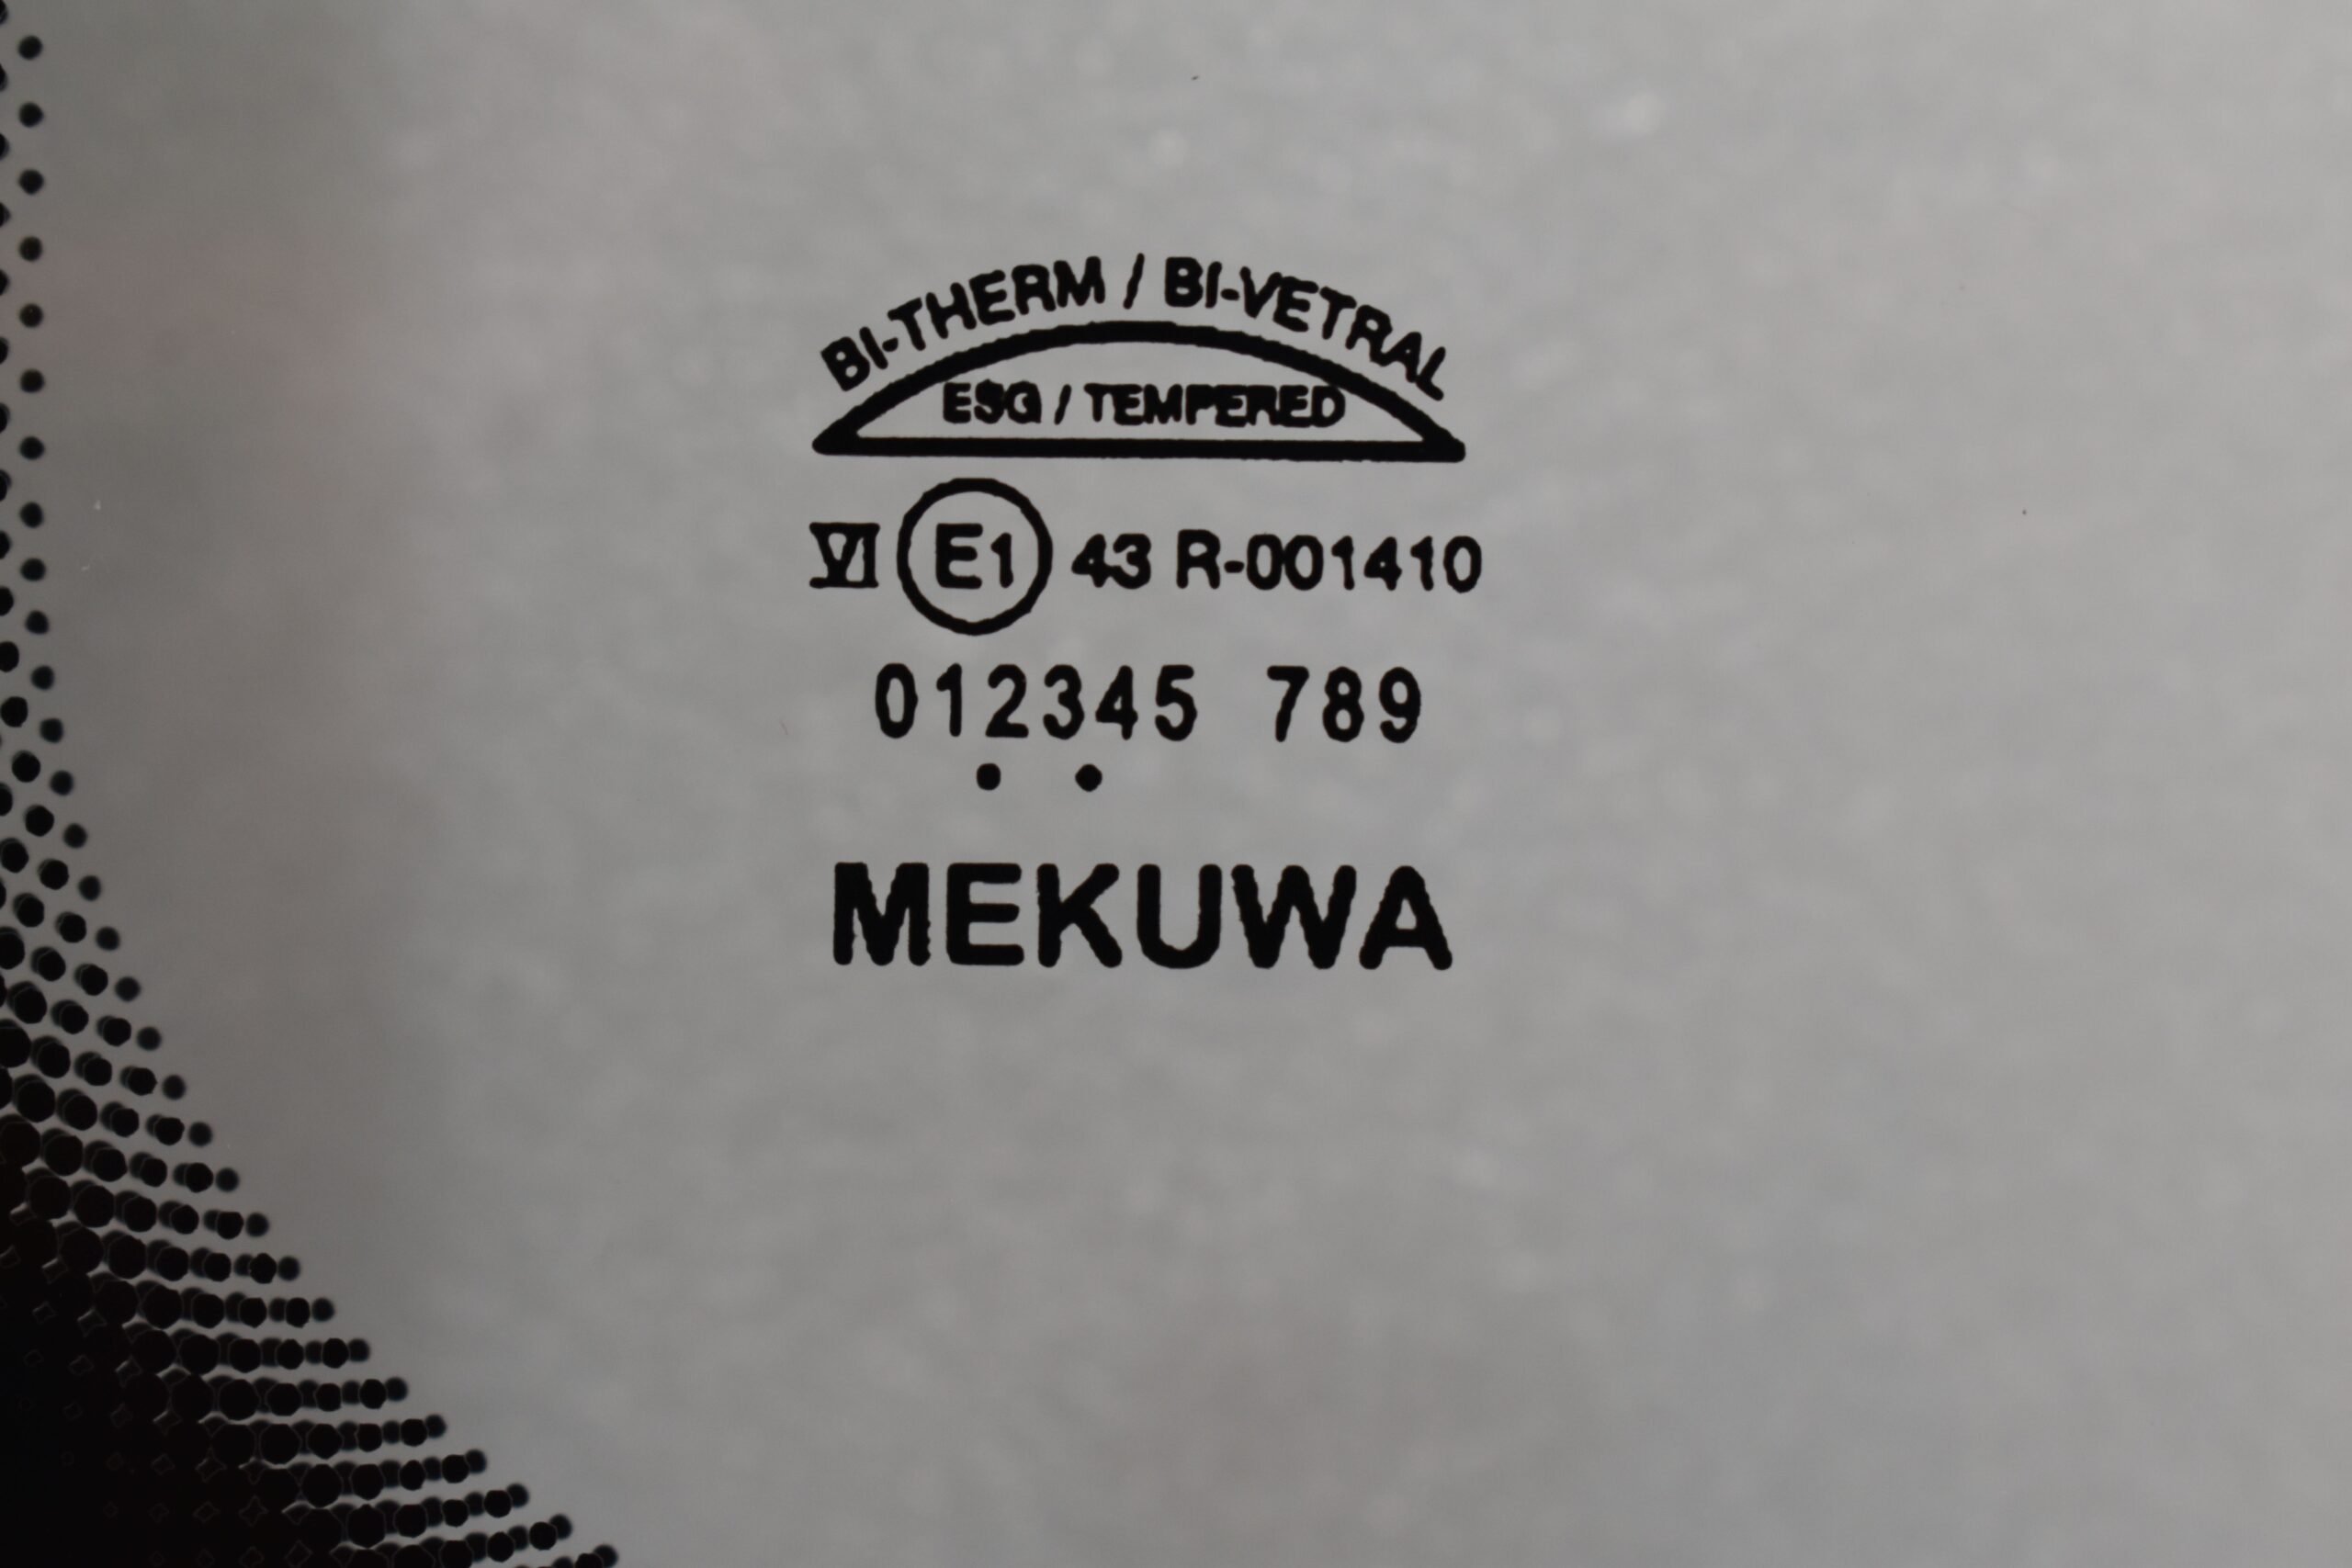 BI-THERM / BI-VETRAL
ESG / TEMPERED
VI E1 43 R-001410
012345 789
MEKUWA